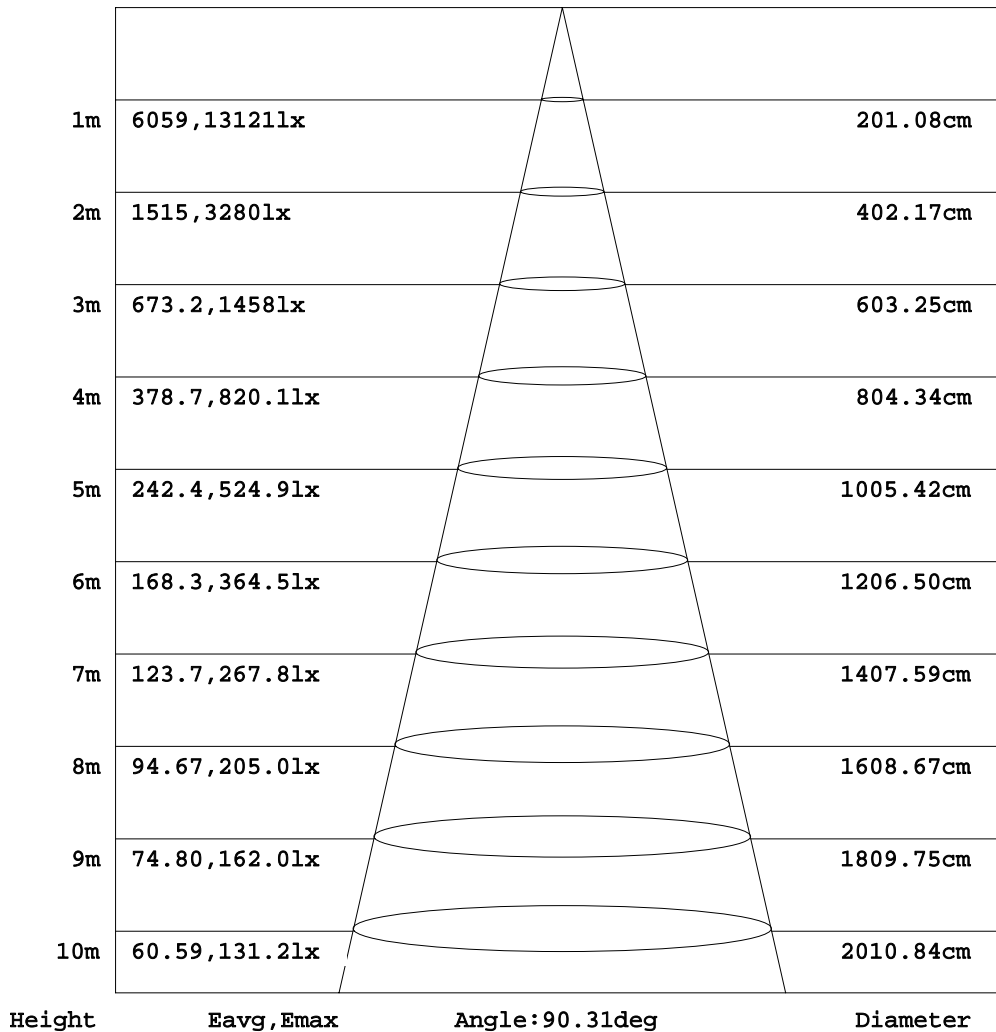 1m 6059,13121lx 201.08cm
2m 1515,3280lx 402.17cm
3m 673.2,1458lx 603.25cm
4m 378.7,820.1lx 804.34cm
5m 242.4,524.9lx 1005.42cm
6m 168.3,364.5lx 1206.50cm
7m 123.7,267.8lx 1407.59cm
8m 94.67,205.0lx 1608.67cm
9m 74.80,162.0lx 1809.75cm
10m 60.59,131.2lx 2010.84cm
Height Eavg,Emax Angle:90.31deg Diameter